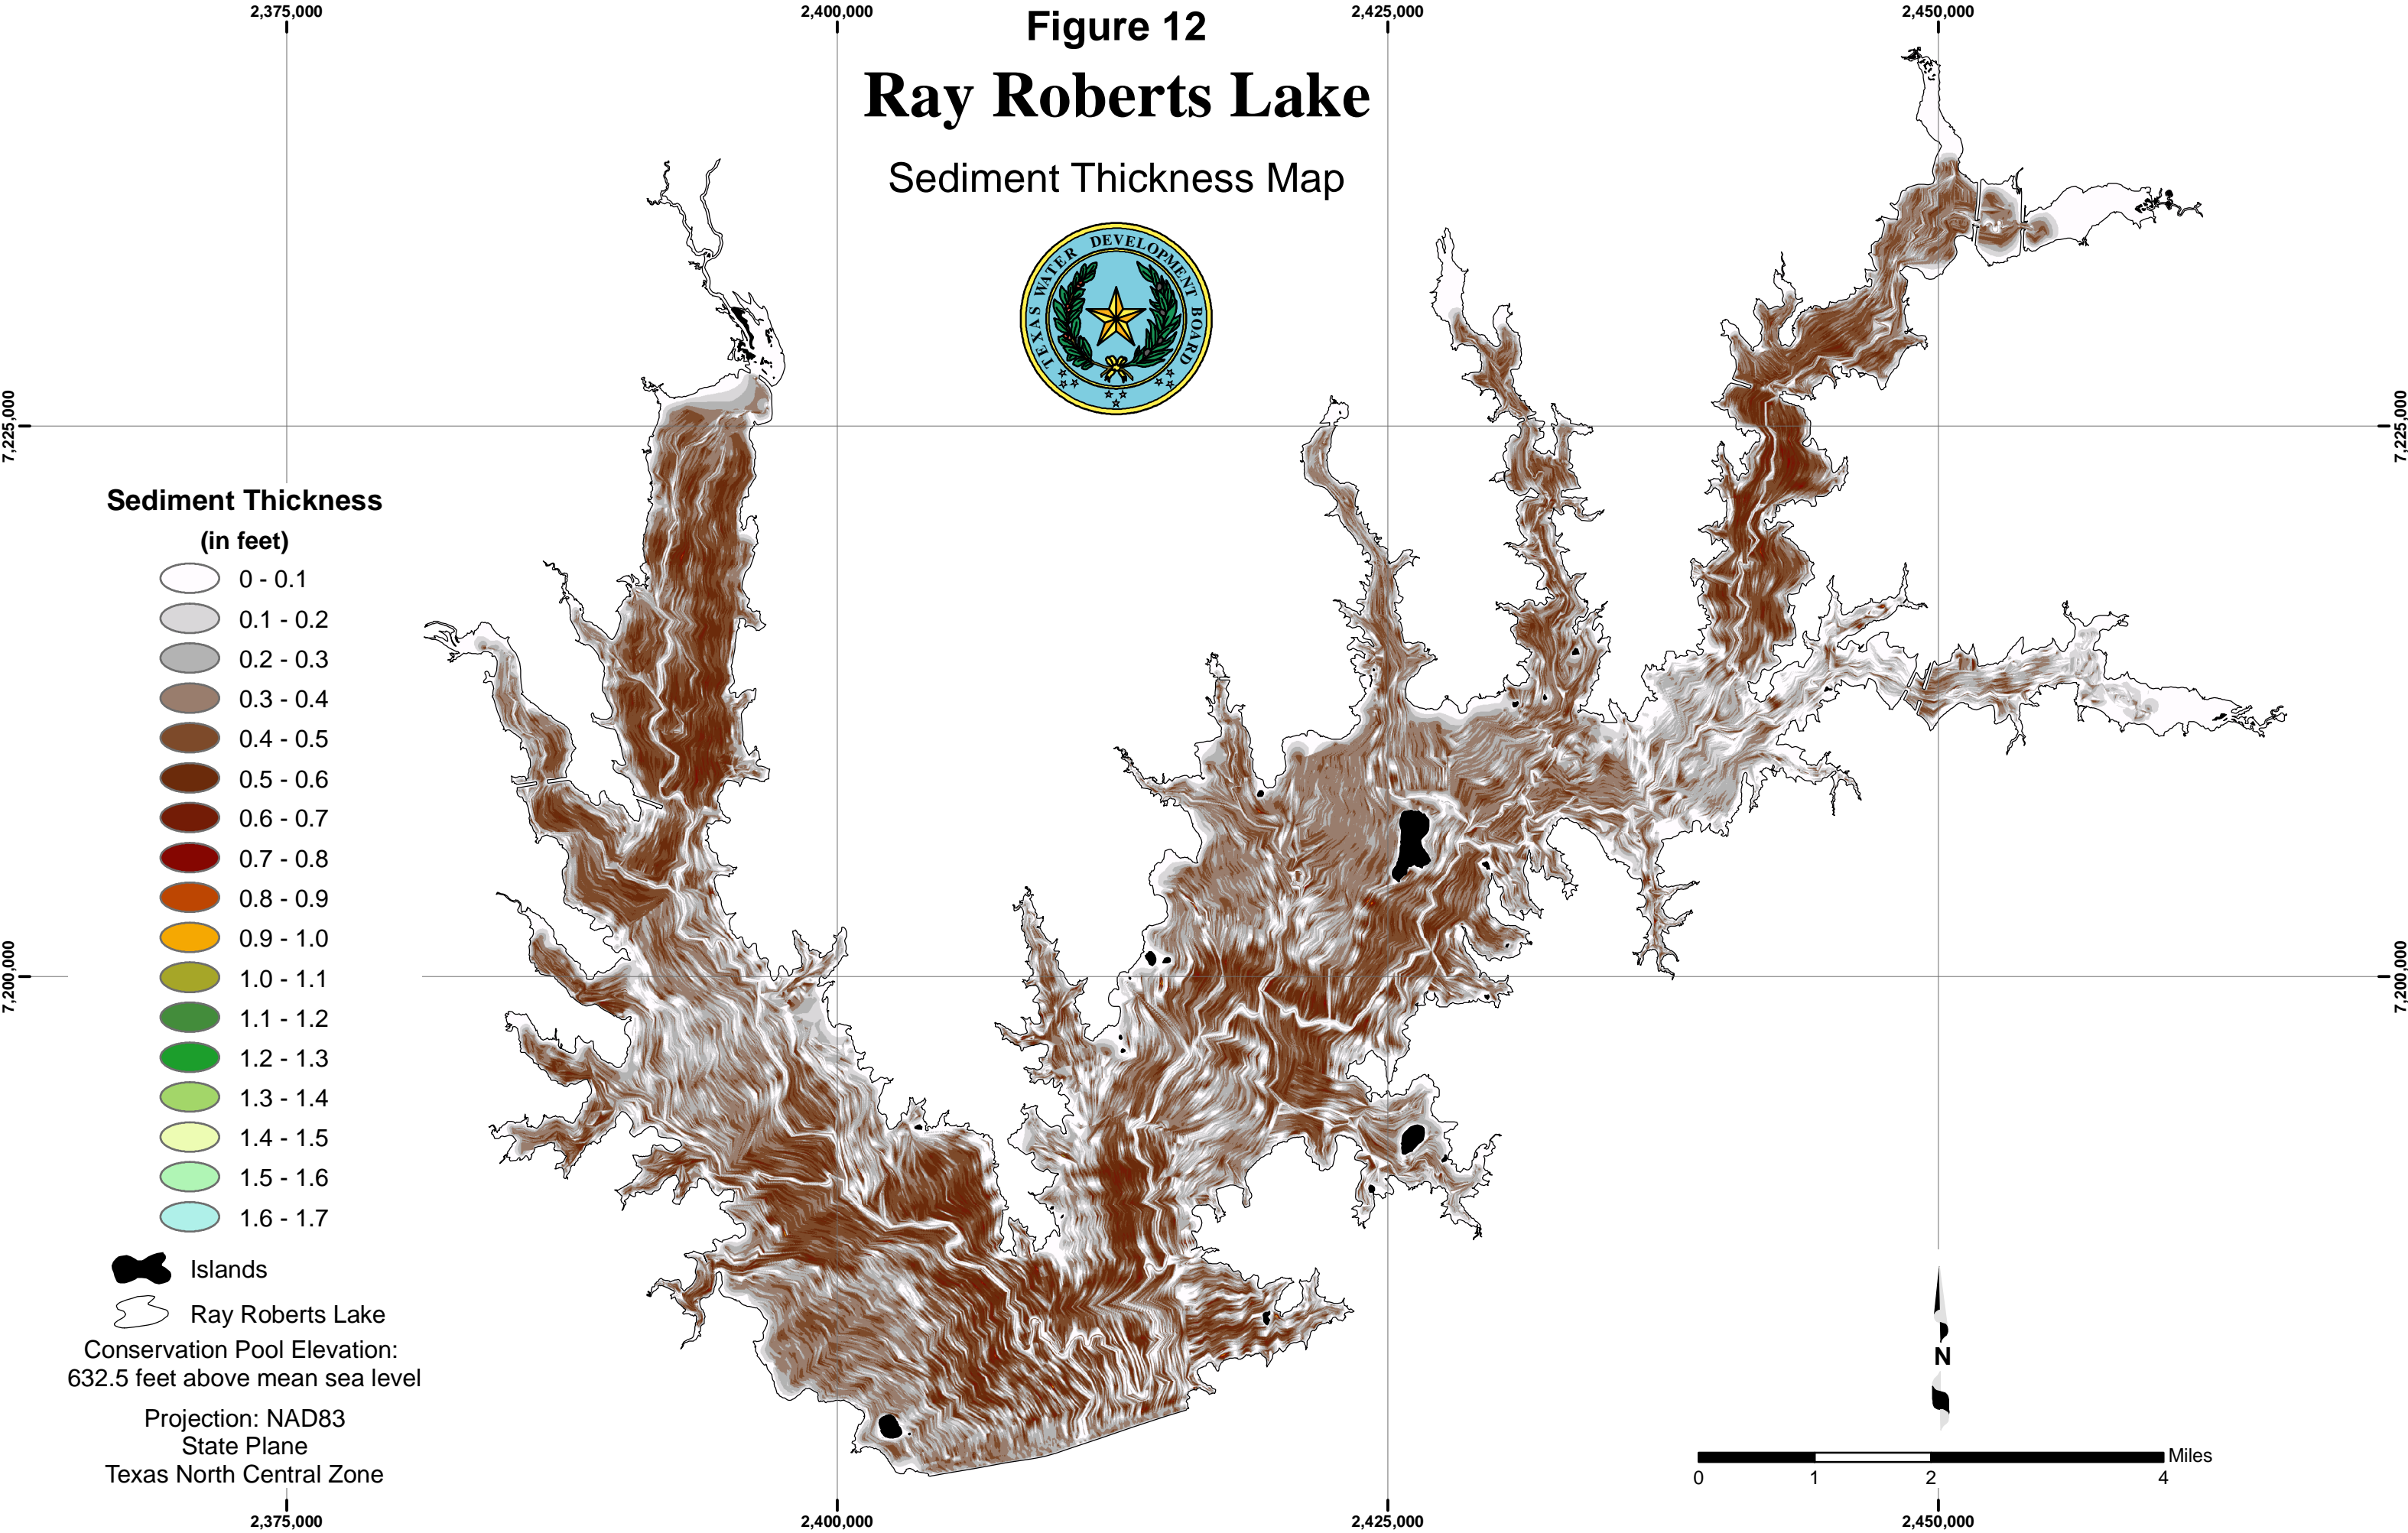 2,375,000
2,400,000
2,425,000
2,450,000
Figure 12
Ray Roberts Lake
Sediment Thickness Map
TEXAS WATER DEVELOPMENT BOARD
7,225,000
7,225,000
Sediment Thickness
(in feet)
0 - 0.1
0.1 - 0.2
0.2 - 0.3
0.3 - 0.4
0.4 - 0.5
0.5 - 0.6
0.6 - 0.7
0.7 - 0.8
0.8 - 0.9
0.9 - 1.0
1.0 - 1.1
1.1 - 1.2
1.2 - 1.3
1.3 - 1.4
1.4 - 1.5
1.5 - 1.6
1.6 - 1.7
7,200,000
7,200,000
Islands
Ray Roberts Lake
Conservation Pool Elevation:
632.5 feet above mean sea level
Projection: NAD83
State Plane
Texas North Central Zone
N
Miles
0 1 2 4
2,375,000
2,400,000
2,425,000
2,450,000